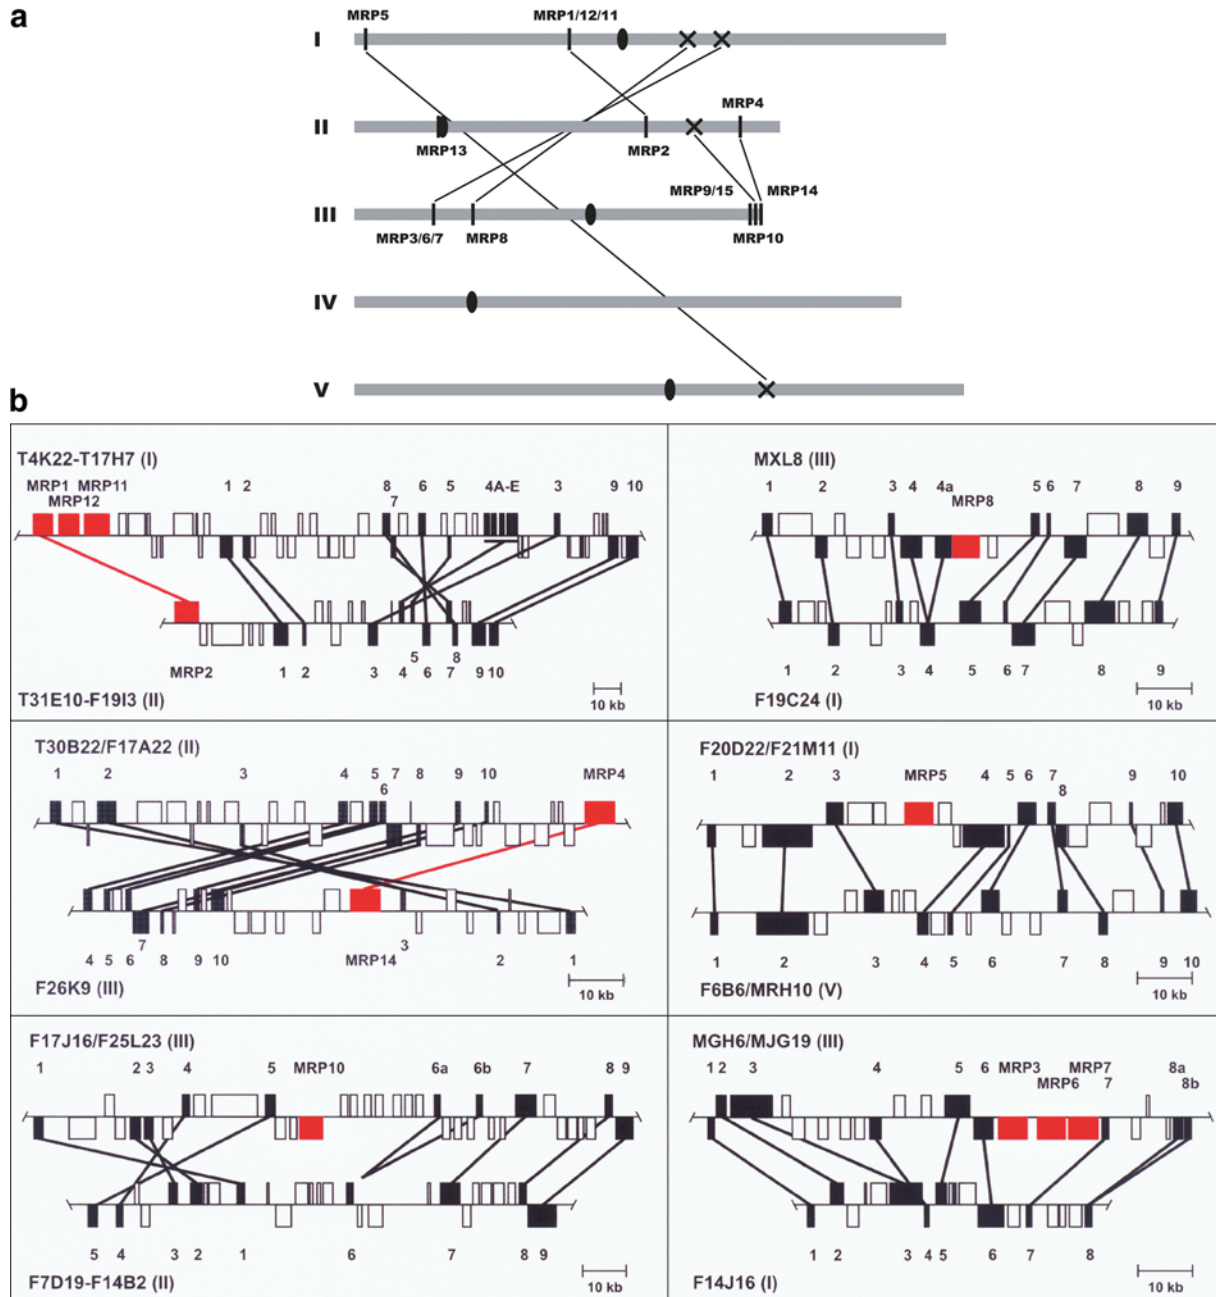 a
MRP5 MRP1/12/11
I
MRP4
II
MRP13 MRP2
MRP9/15 MRP14
III
MRP3/6/7 MRP8 MRP10
IV
V
b
T4K22-T17H7 (I)
MRP1 MRP11 1 2 8 6 5 4A-E 3 9 10
MRP12 7
MRP2 1 2 3 4 5 6 7 8 9 10
T31E10-F19I3 (II)
10 kb
MXL8 (III)
1 2 3 4 4a 5 6 7 8 9
MRP8
1 2 3 4 5 6 7 8 9
F19C24 (I)
10 kb
T30B22/F17A22 (II)
1 2 3 4 5 7 8 9 10 MRP4
6
7 3
4 5 6 8 9 10 MRP14 2 1
F26K9 (III)
10 kb
F20D22/F21M11 (I)
1 2 3 MRP5 4 5 6 7 9 10
8
1 2 3 4 5 6 7 8 9 10
F6B6/MRH10 (V)
10 kb
F17J16/F25L23 (III)
1 2 3 4 5 MRP10 6a 6b 7 8 9
5 4 3 2 1 6 7 8 9
F7D19-F14B2 (II)
10 kb
MGH6/MJG19 (III)
1 2 3 4 5 6 MRP3 MRP7 8a
MRP6 7 8b
1 2 3 4 5 6 7 8
F14J16 (I)
10 kb